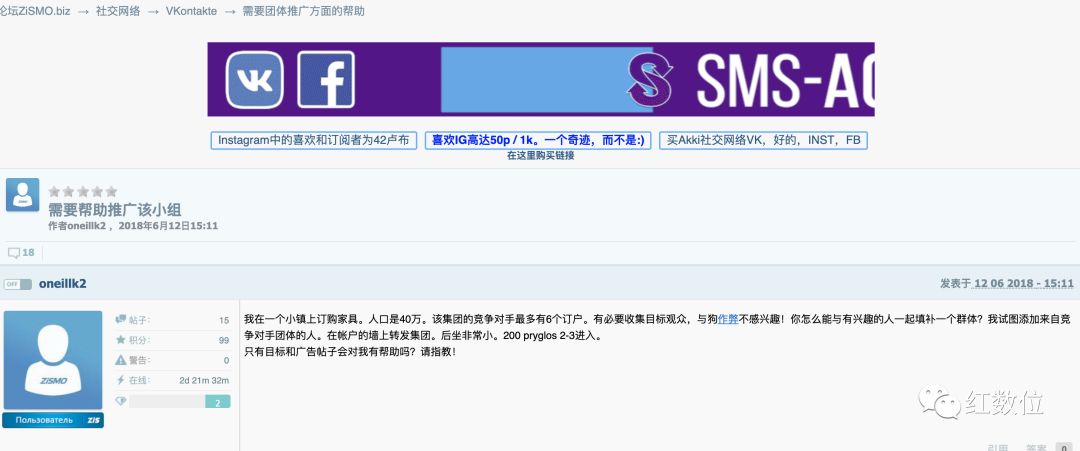 论坛ZiSMO.biz → 社交网络 → VKontakte → 需要团体推广方面的帮助
SMS-AC
Instagram中的喜欢和订阅者为42卢布 喜欢IG高达50p / 1k。一个奇迹，而不是:) 买Akki社交网络VK，好的，INST，FB
在这里购买链接
需要帮助推广该小组
作者oneillk2 ，2018年6月12日15:11
18
OFF oneillk2 发表于 12 06 2018 - 15:11
帖子： 15
积分： 99
警告： 0
在线： 2d 21m 32m
2
ZiSMO
Пользователь ZiS
我在一个小镇上订购家具。人口是40万。该集团的竞争对手最多有6个订户。有必要收集目标观众，与狗作弊不感兴趣！你怎么能与有兴趣的人一起填补一个群体？我试图添加来自竞
争对手团体的人。在帐户的墙上转发集团。后坐非常小。200 pryglos 2-3进入。
只有目标和广告帖子会对我有帮助吗？请指教！
红数位
引用 答案 0